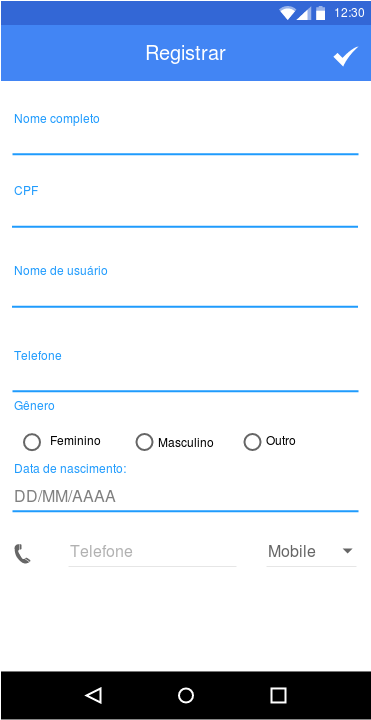 12:30
Registrar
Nome completo
CPF
Nome de usuário
Telefone
Gênero
Feminino Masculino Outro
Data de nascimento:
DD/MM/AAAA
Telefone Mobile